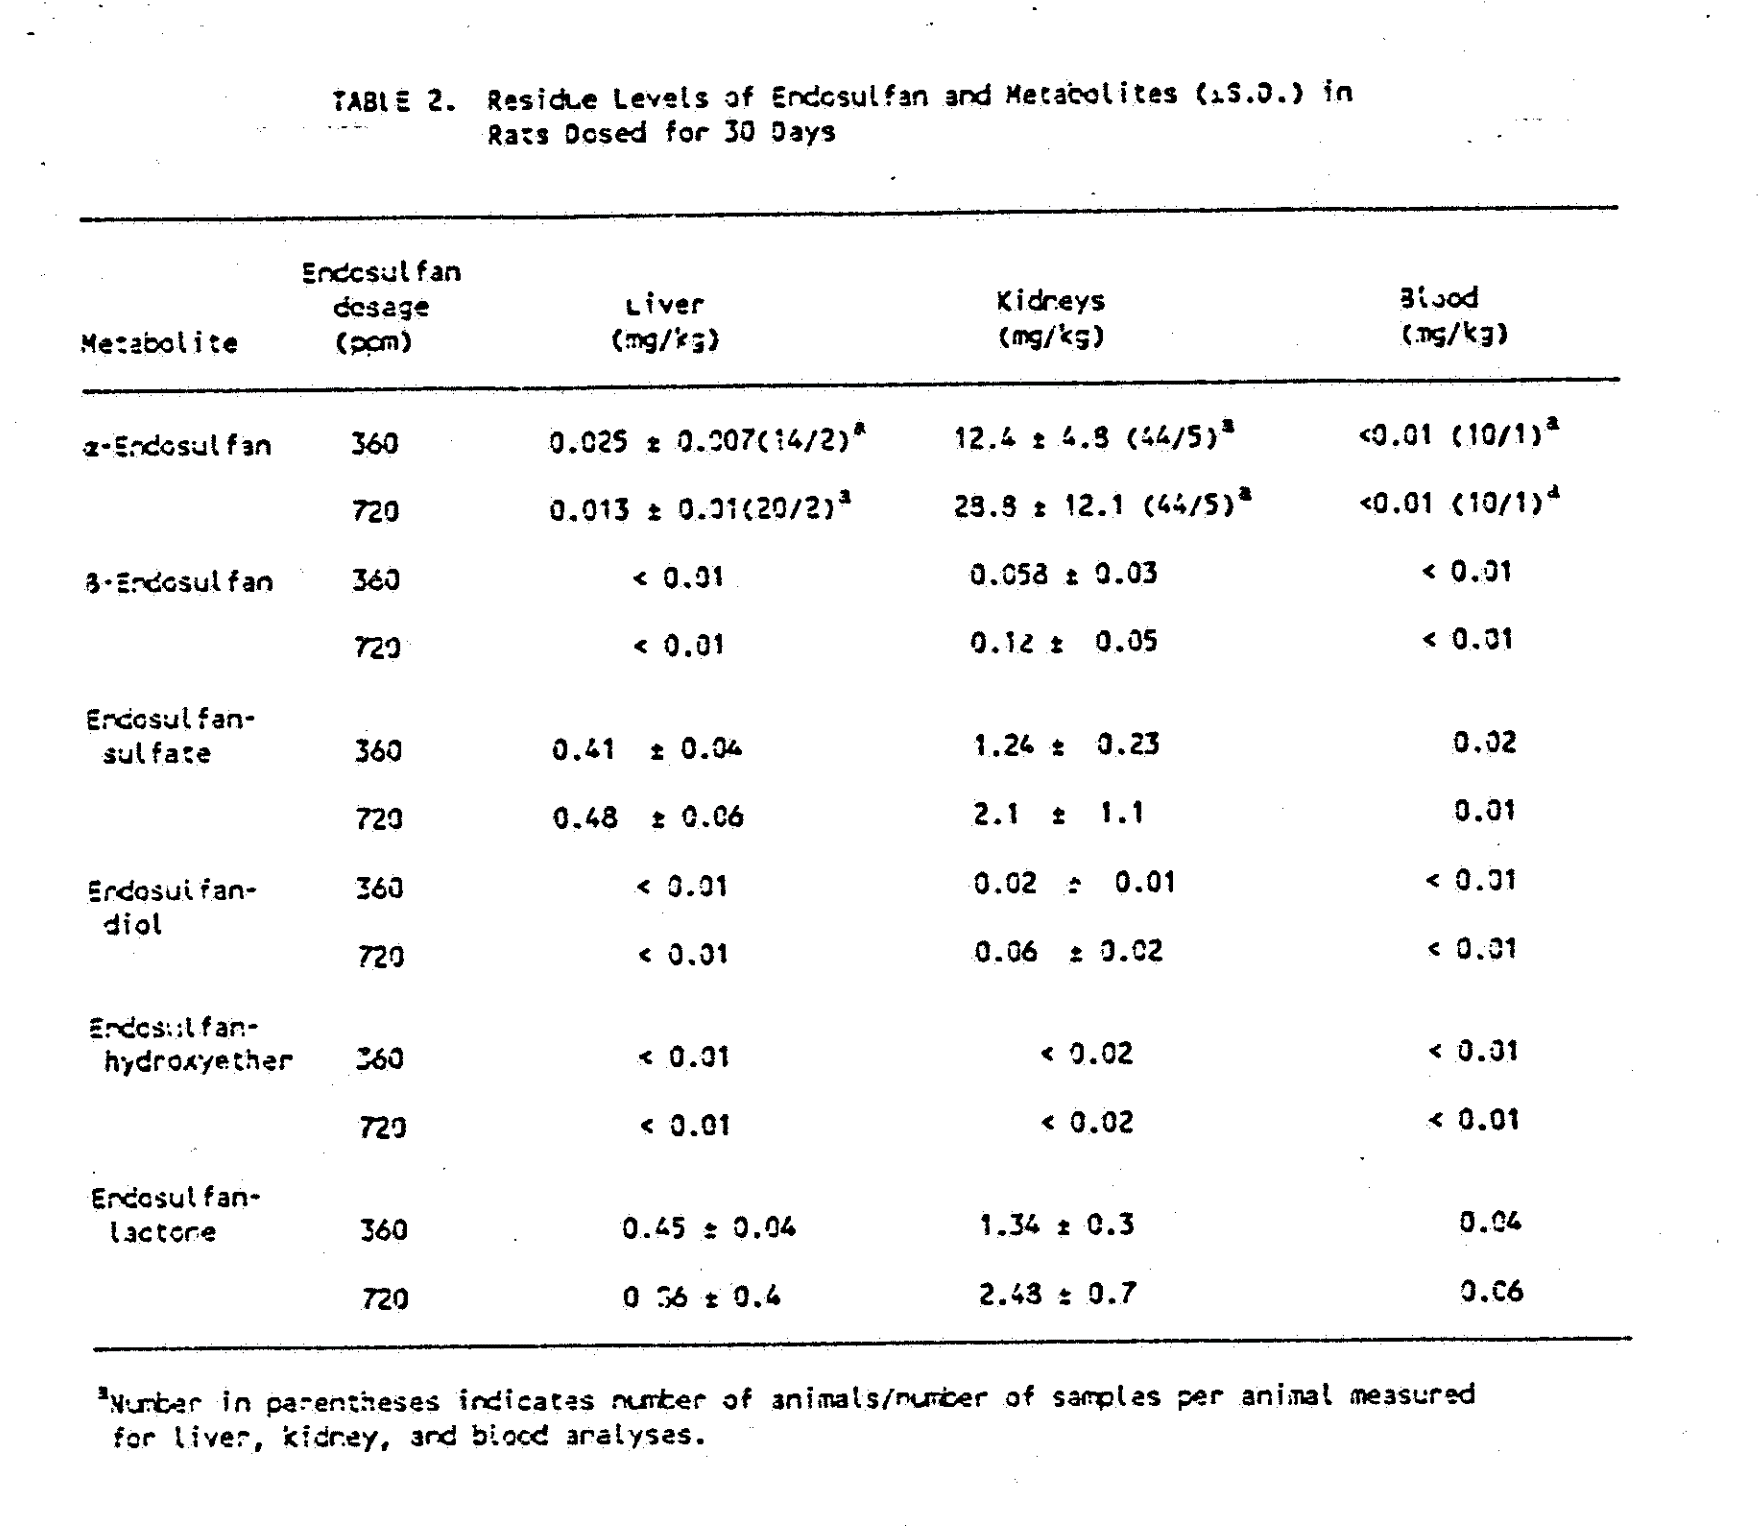 TABLE 2. Residue Levels of Endosulfan and Metabolites (±S.D.) in
Rats Dosed for 30 Days
Endosulfan
dosage Liver Kidneys Blood
Metabolite (ppm) (mg/kg) (mg/kg) (mg/kg)
α-Endosulfan 360 0.025 ± 0.007(14/2)a 12.4 ± 4.8 (44/5)a <0.01 (10/1)a
720 0.013 ± 0.01(20/2)a (44/5)a <0.01 (10/1)a
β-Endosulfan 360 < 0.01 0.058 ± 0.03 < 0.01
720 < 0.01 0.12 ± 0.05 < 0.01
Endosulfan-
sulfate 360 0.41 ± 0.04 1.24 ± 0.23 0.02
720 0.48 ± 0.06 2.1 ± 1.1 0.01
Endosulfan- 360 < 0.01 0.02 ± 0.01 < 0.01
diol
720 < 0.01 0.06 ± 0.02 < 0.01
Endosulfan-
hydroxyether 360 < 0.01 < 0.02 < 0.01
720 < 0.01 < 0.02 < 0.01
Endosulfan-
lactone 360 0.45 ± 0.04 1.34 ± 0.3 0.04
720 ± 0.4 ± 0.7 0.06
aNumber in parentheses indicates number of animals/number of samples per animal measured
for liver, kidney, and blood analyses.